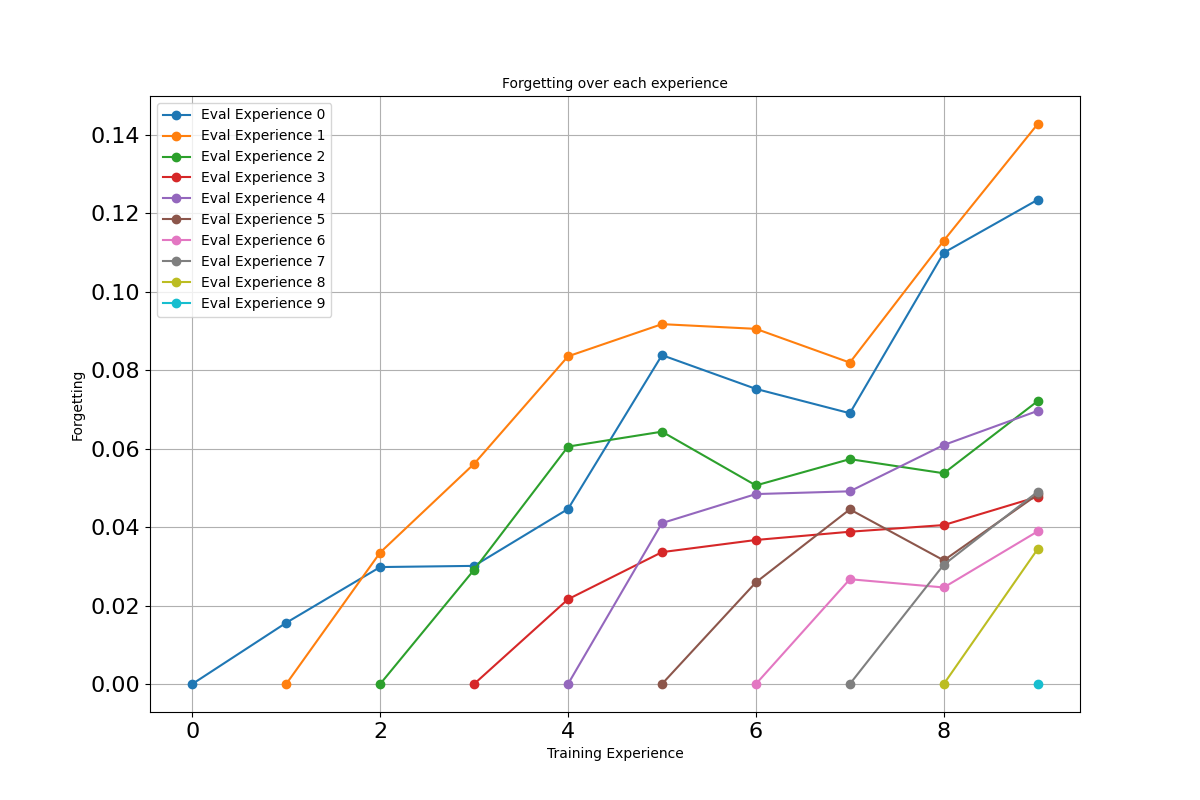 Forgetting over each experience
Eval Experience 0
Eval Experience 1
Eval Experience 2
Eval Experience 3
Eval Experience 4
Eval Experience 5
Eval Experience 6
Eval Experience 7
Eval Experience 8
Eval Experience 9
0.14
0.12
0.10
0.08
0.06
0.04
0.02
0.00
Forgetting
0 2 4 6 8
Training Experience